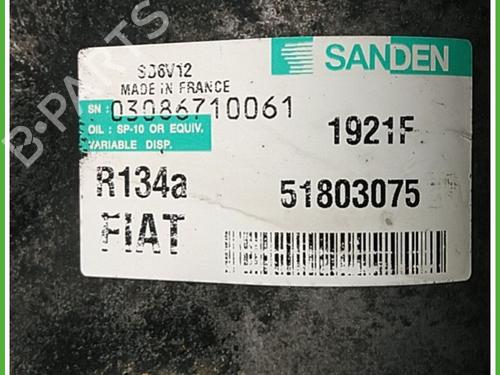 SD6V12
MADE IN FRANCE
SANDEN
SN: 03086710061
OIL: SP-10 OR EQUIV.
VARIABLE DISP.
1921F
R134a
51803075
FIAT
B-PARTS